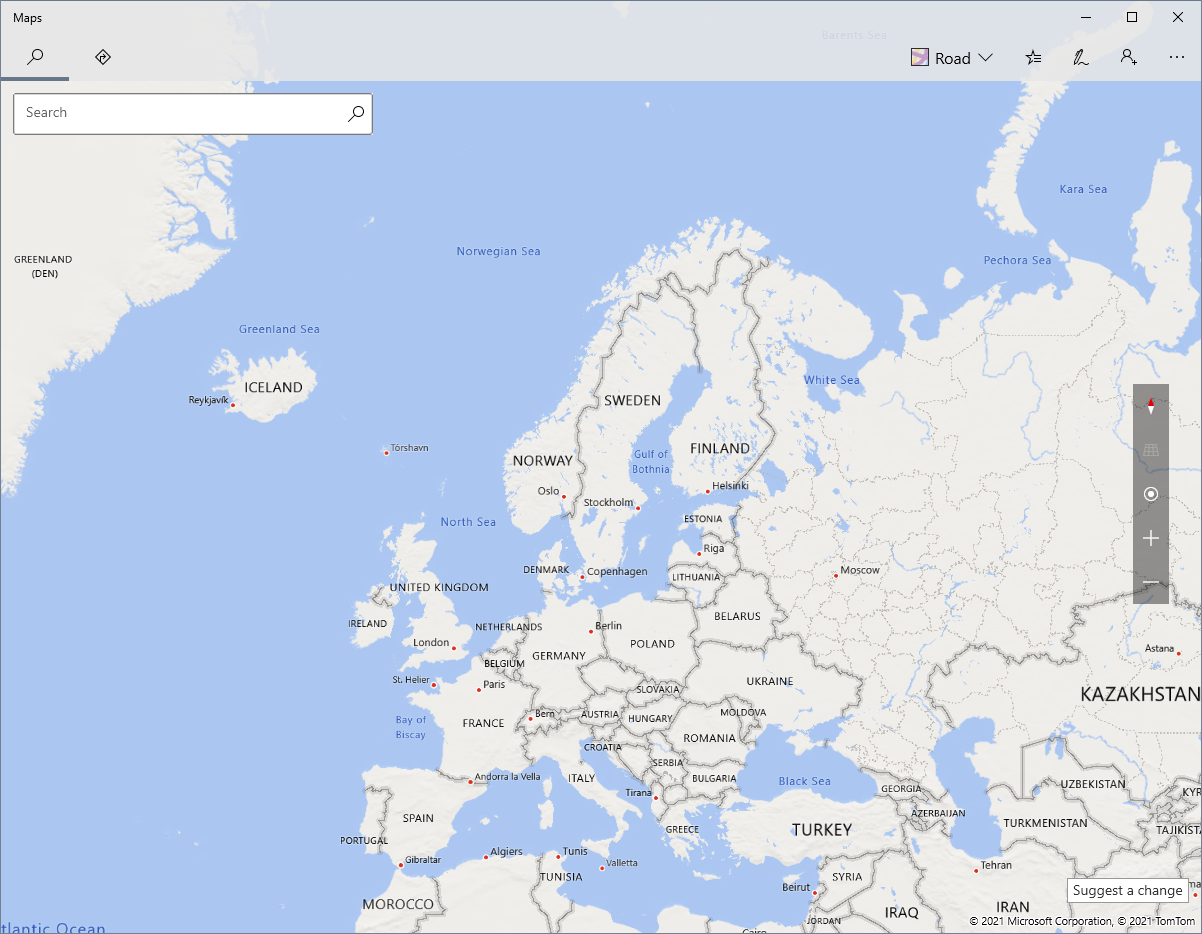 Maps
Barents Sea
Road
Search
Kara Sea
Norwegian Sea
GREENLAND
(DEN)
Pechora Sea
Greenland Sea
ICELAND
White Sea
Reykjavík
SWEDEN
Tórshavn
FINLAND
Gulf of
Bothnia
NORWAY
Helsinki
Oslo
Stockholm
North Sea
ESTONIA
Riga
DENMARK
Copenhagen
LITHUANIA
Moscow
UNITED KINGDOM
BELARUS
IRELAND
NETHERLANDS
Berlin
London
POLAND
GERMANY
Astana
BELGIUM
St. Helier
Paris
UKRAINE
SLOVAKIA
KAZAKHSTAN
Bern
AUSTRIA
MOLDOVA
HUNGARY
Bay of
Biscay
FRANCE
ROMANIA
CROATIA
SERBIA
Andorra la Vella
ITALY
BULGARIA
Black Sea
UZBEKISTAN
GEORGIA
KYR
Tirana
AZERBAIJAN
SPAIN
TURKMENISTAN
GREECE
TURKEY
TAJIKISTA
PORTUGAL
Algiers
Tunis
Gibraltar
Valletta
Tehran
TUNISIA
SYRIA
Beirut
Suggest a change
MOROCCO
IRAQ
IRAN
JORDAN
© 2021 Microsoft Corporation, © 2021 TomTom
tlantic Ocean
Cairo